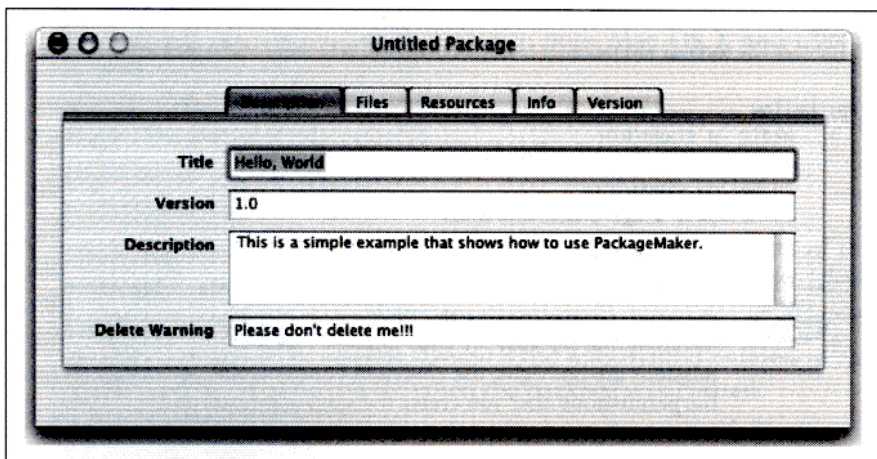 Untitled Package
Description Files Resources Info Version
Title Hello, World
Version 1.0
Description This is a simple example that shows how to use PackageMaker.
Delete Warning Please don't delete me!!!